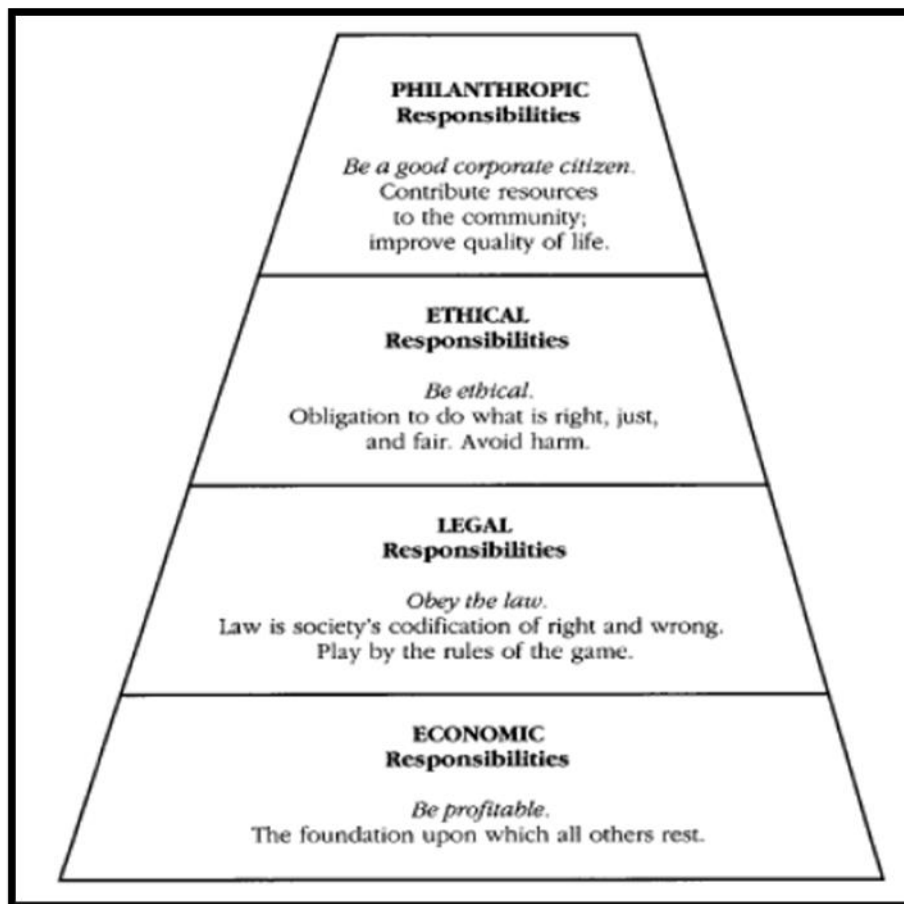 PHILANTHROPIC
Responsibilities
Be a good corporate citizen.
Contribute resources
to the community;
improve quality of life.
ETHICAL
Responsibilities
Be ethical.
Obligation to do what is right, just,
and fair. Avoid harm.
LEGAL
Responsibilities
Obey the law.
Law is society's codification of right and wrong.
Play by the rules of the game.
ECONOMIC
Responsibilities
Be profitable.
The foundation upon which all others rest.